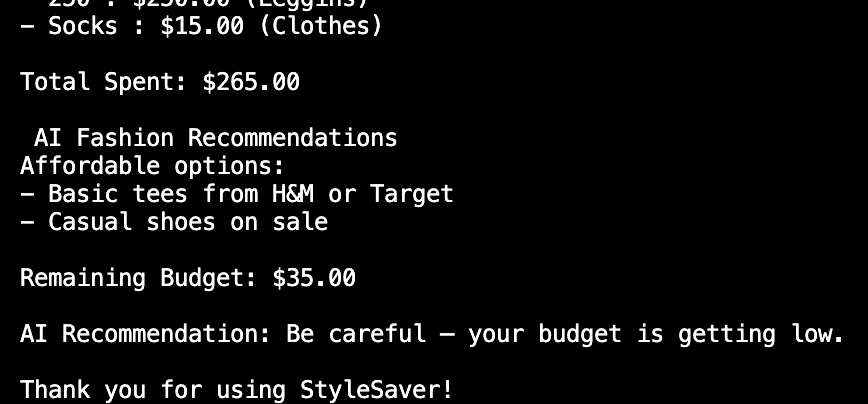 - 250 : $250.00 (Leggins)
- Socks : $15.00 (Clothes)
Total Spent: $265.00
AI Fashion Recommendations
Affordable options:
- Basic tees from H&M or Target
- Casual shoes on sale
Remaining Budget: $35.00
AI Recommendation: Be careful — your budget is getting low.
Thank you for using StyleSaver!